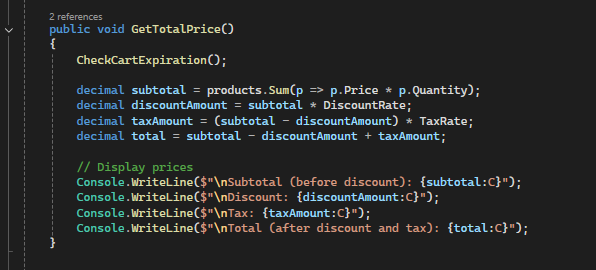 2 references
public void GetTotalPrice()
{
CheckCartExpiration();
decimal subtotal = products.Sum(p => p.Price * p.Quantity);
decimal discountAmount = subtotal * DiscountRate;
decimal taxAmount = (subtotal - discountAmount) * TaxRate;
decimal total = subtotal - discountAmount + taxAmount;
// Display prices
Console.WriteLine($"\nSubtotal (before discount): {subtotal:C}");
Console.WriteLine($"\nDiscount: {discountAmount:C}");
Console.WriteLine($"\nTax: {taxAmount:C}");
Console.WriteLine($"\nTotal (after discount and tax): {total:C}");
}